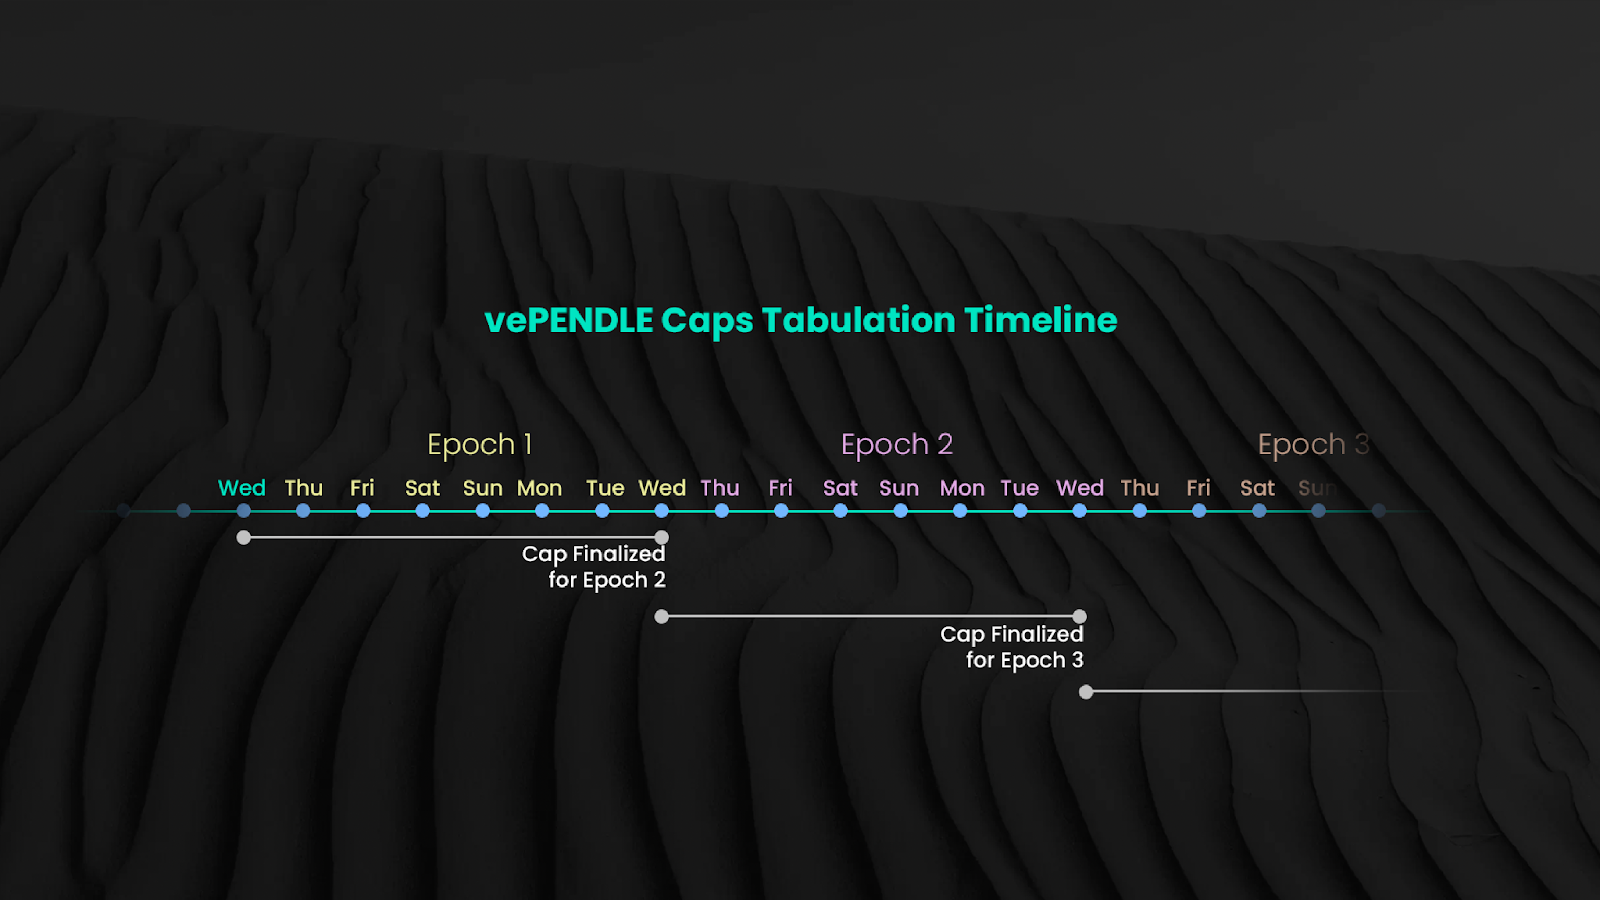 vePENDLE Caps Tabulation Timeline
Epoch 1 Epoch 2 Epoch 3
Wed Thu Fri Sat Sun Mon Tue Wed Thu Fri Sat Sun Mon Tue Wed Thu Fri Sat Sun
Cap Finalized
for Epoch 2
Cap Finalized
for Epoch 3